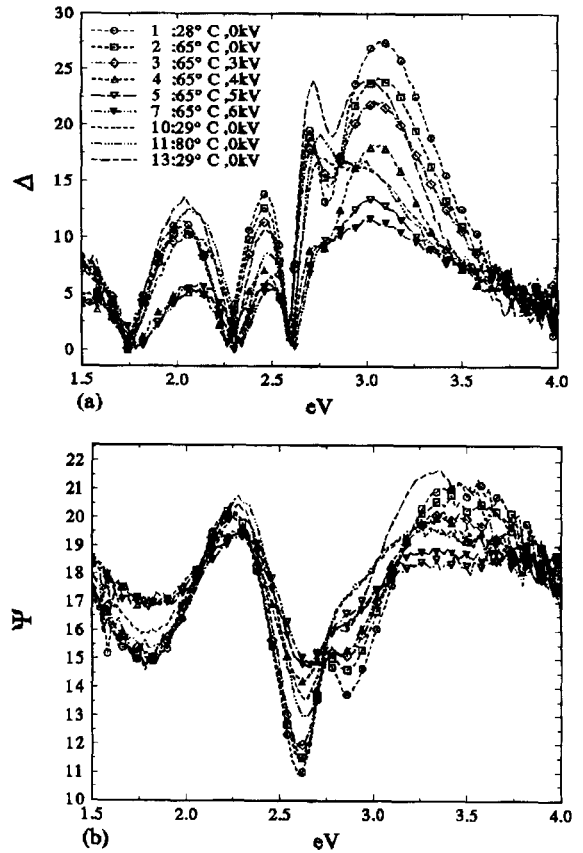 30
25
20
15
10
5
0
Δ
1 :28° C ,0kV
2 :65° C ,0kV
3 :65° C ,3kV
4 :65° C ,4kV
5 :65° C ,5kV
7 :65° C ,6kV
10:29° C ,0kV
11:80° C ,0kV
13:29° C ,0kV
1.5 2.0 2.5 3.0 3.5 4.0
(a) eV
22
21
20
19
18
17
16
15
14
13
12
11
10
Ψ
1.5 2.0 2.5 3.0 3.5 4.0
(b) eV